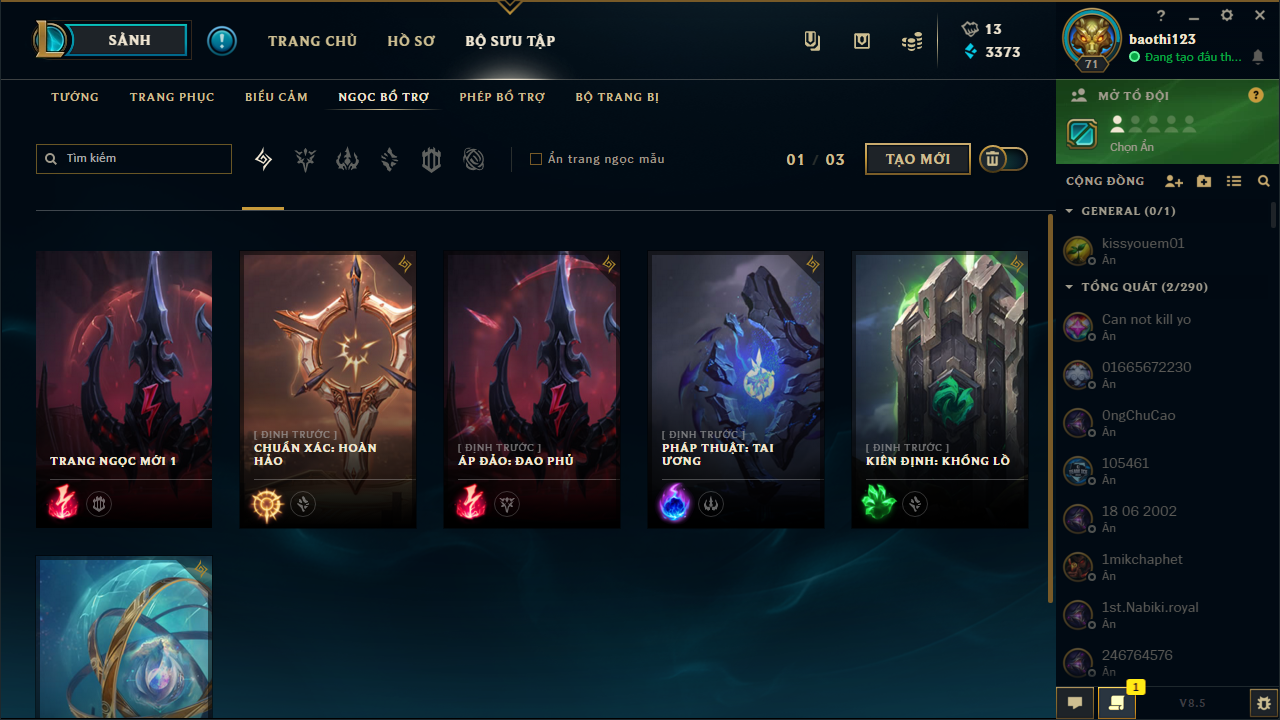 SẢNH
TRANG CHỦ
HỒ SƠ
BỘ SƯU TẬP
13
3373
?
71
baothi123
Đang tạo đấu th...
TƯỚNG
TRANG PHỤC
BIỂU CẢM
NGỌC BỔ TRỢ
PHÉP BỔ TRỢ
BỘ TRANG BỊ
MỞ TỔ ĐỘI
?
Chọn Ẩn
Tìm kiếm
Ẩn trang ngọc mẫu
01 / 03
TẠO MỚI
CỘNG ĐỒNG
GENERAL (0/1)
kissyouem01
Ẩn
TỔNG QUÁT (2/290)
Can not kill yo
Ẩn
01665672230
Ẩn
0ngChuCao
Ẩn
105461
Ẩn
18 06 2002
Ẩn
1mikchaphet
Ẩn
1st.Nabiki.royal
Ẩn
246764576
Ẩn
TRANG NGỌC MỚI 1
[ ĐỊNH TRƯỚC ]
CHUẨN XÁC: HOÀN
HẢO
[ ĐỊNH TRƯỚC ]
ÁP ĐẢO: ĐAO PHỦ
[ ĐỊNH TRƯỚC ]
PHÁP THUẬT: TAI
ƯƠNG
[ ĐỊNH TRƯỚC ]
KIÊN ĐỊNH: KHỔNG LỒ
1
V8.5